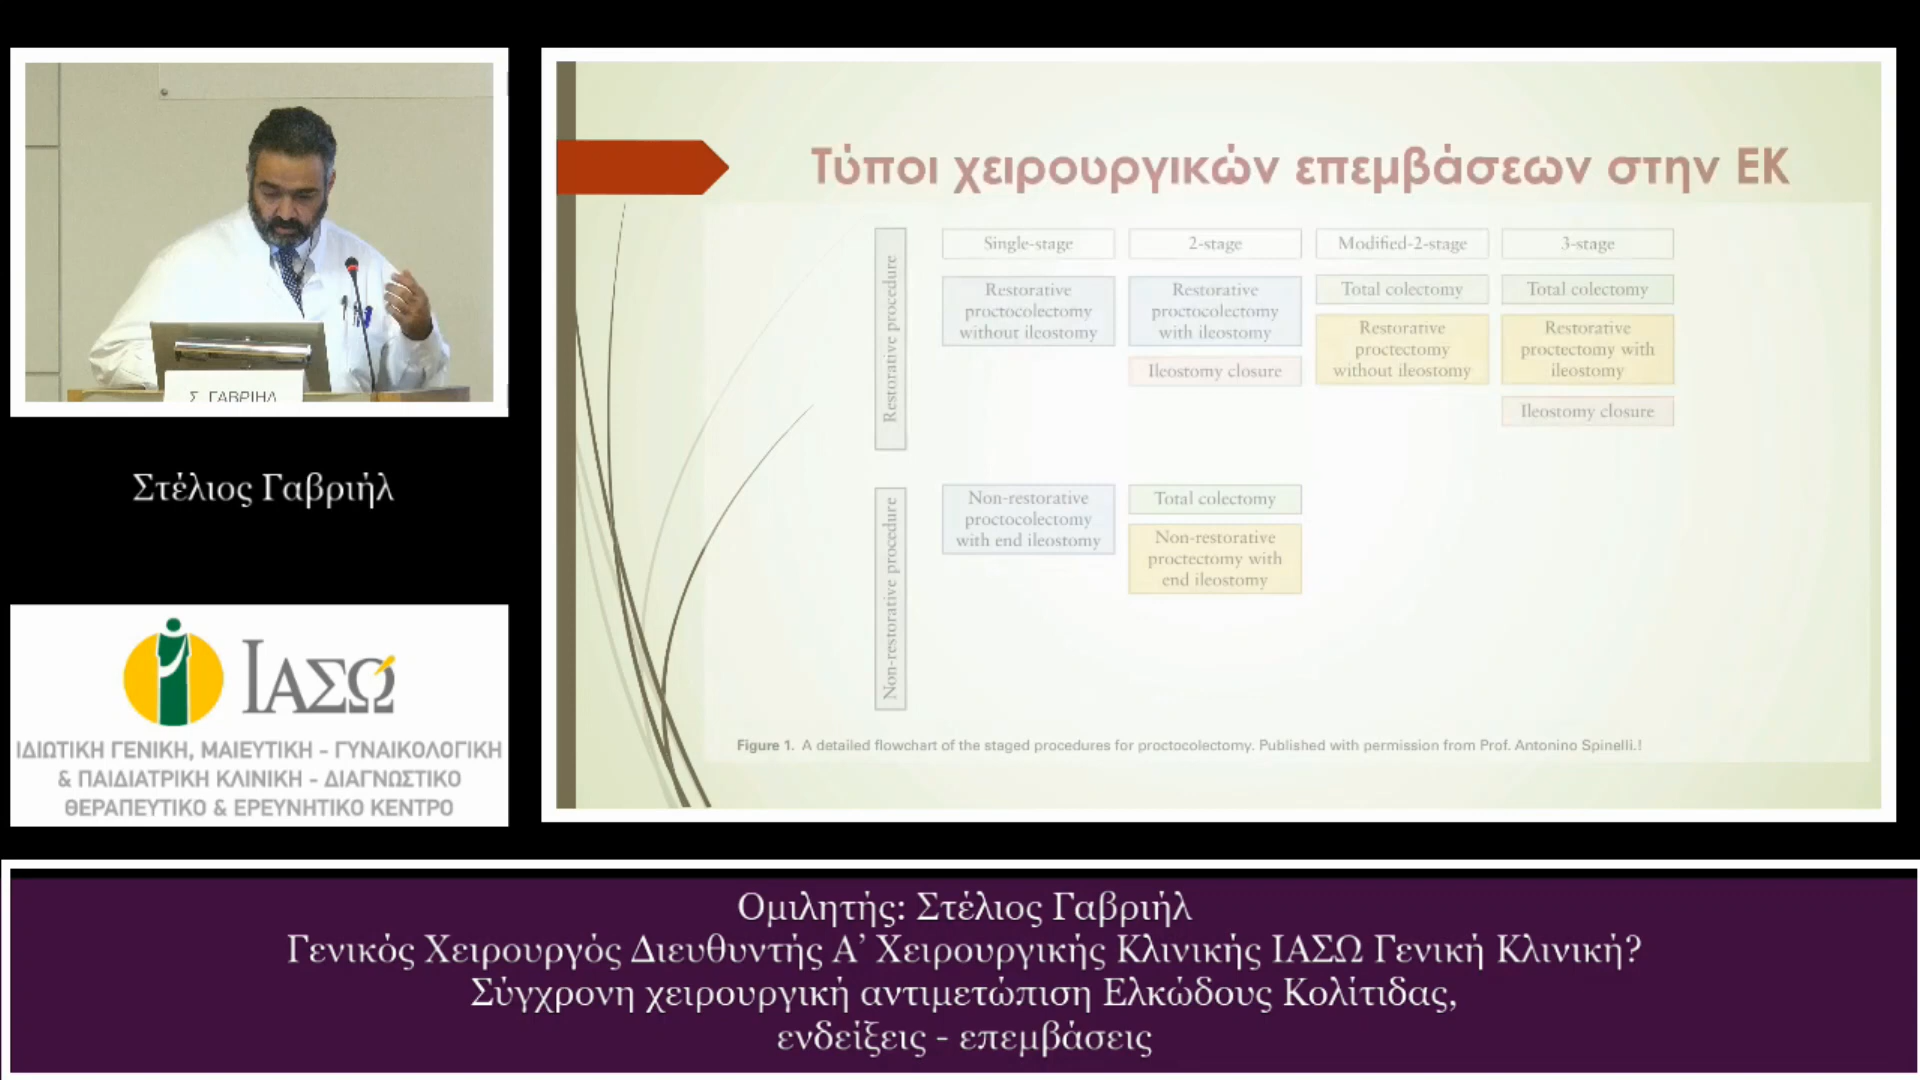 Σ. ΓΑΒΡΙΗΛ
Στέλιος Γαβριήλ
ΙΑΣΩ
ΙΔΙΩΤΙΚΗ ΓΕΝΙΚΗ, ΜΑΙΕΥΤΙΚΗ - ΓΥΝΑΙΚΟΛΟΓΙΚΗ
& ΠΑΙΔΙΑΤΡΙΚΗ ΚΛΙΝΙΚΗ - ΔΙΑΓΝΩΣΤΙΚΟ
ΘΕΡΑΠΕΥΤΙΚΟ & ΕΡΕΥΝΗΤΙΚΟ ΚΕΝΤΡΟ
Τύποι χειρουργικών επεμβάσεων στην ΕΚ
Restorative procedure
Single-stage
Restorative
proctocolectomy
without ileostomy
2-stage
Restorative
proctocolectomy
with ileostomy
Ileostomy closure
Modified-2-stage
Total colectomy
Restorative
proctectomy
without ileostomy
3-stage
Total colectomy
Restorative
proctectomy with
ileostomy
Ileostomy closure
Non-restorative procedure
Non-restorative
proctocolectomy
with end ileostomy
Total colectomy
Non-restorative
proctectomy with
end ileostomy
Figure 1. A detailed flowchart of the staged procedures for proctocolectomy. Published with permission from Prof. Antonino Spinelli.!
Ομιλητής: Στέλιος Γαβριήλ
Γενικός Χειρουργός Διευθυντής Α’ Χειρουργικής Κλινικής ΙΑΣΩ Γενική Κλινική?
Σύγχρονη χειρουργική αντιμετώπιση Ελκώδους Κολίτιδας,
ενδείξεις - επεμβάσεις